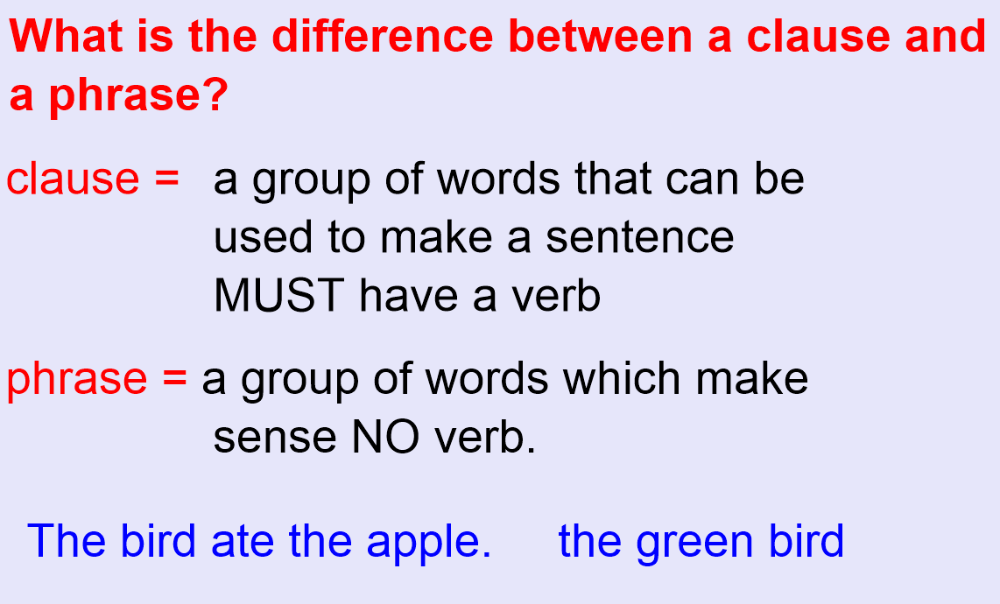 What is the difference between a clause and
a phrase?
clause = a group of words that can be
used to make a sentence
MUST have a verb
phrase = a group of words which make
sense NO verb.
The bird ate the apple. the green bird